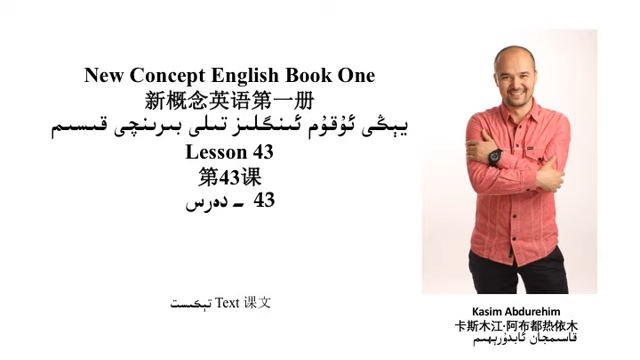 New Concept English Book One
新概念英语第一册
يېڭى ئۇقۇم ئىنگلىز تىلى بىرىنچى قىسىم
Lesson 43
第43课
43 - دەرس
تېكىست Text 课文
Kasim Abdurehim
卡斯木江·阿布都热依木
قاسىمجان ئابدۇرېھىم